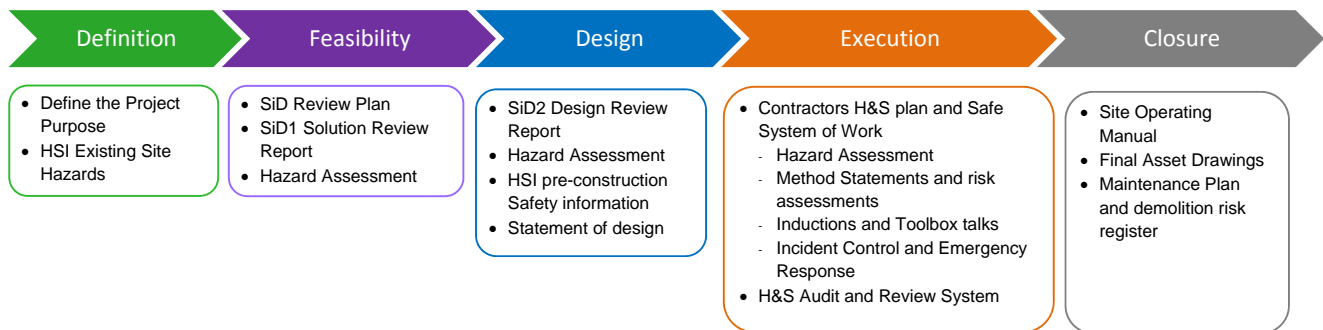 Definition
Feasibility
Design
Execution
Closure
• Define the Project
Purpose
• HSI Existing Site
Hazards
• SiD Review Plan
• SiD1 Solution Review
Report
• Hazard Assessment
• SiD2 Design Review
Report
• Hazard Assessment
• HSI pre-construction
Safety information
• Statement of design
• Contractors H&S plan and Safe
System of Work
- Hazard Assessment
- Method Statements and risk
assessments
- Inductions and Toolbox talks
- Incident Control and Emergency
Response
• H&S Audit and Review System
• Site Operating
Manual
• Final Asset Drawings
• Maintenance Plan
and demolition risk
register